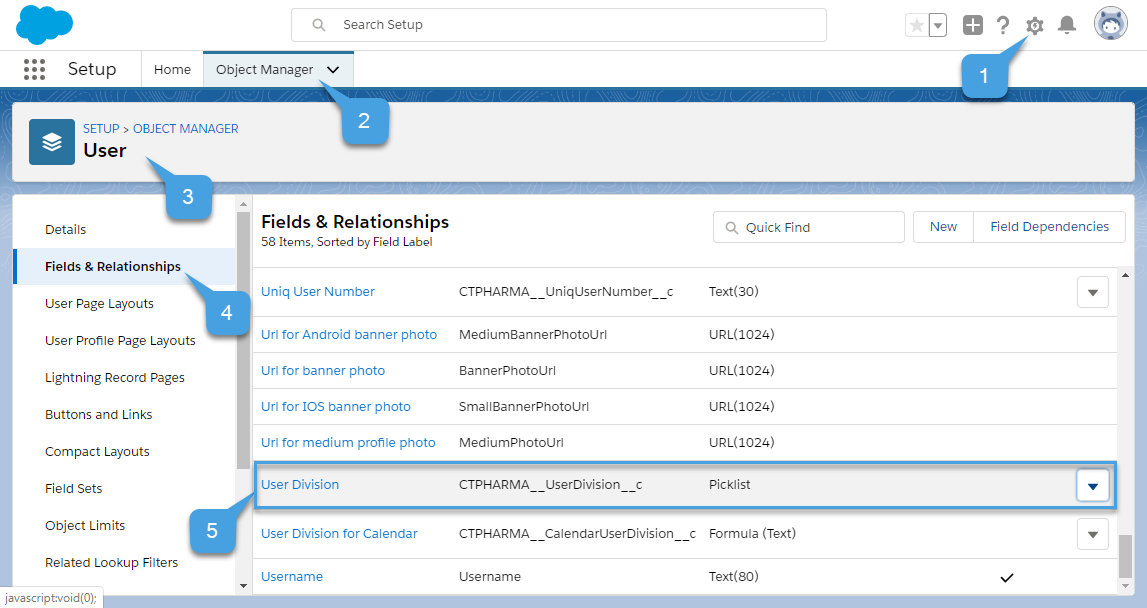 Search Setup
1
Setup
Home
Object Manager
2
SETUP > OBJECT MANAGER
User
3
Details
Fields & Relationships
4
User Page Layouts
User Profile Page Layouts
Lightning Record Pages
Buttons and Links
Compact Layouts
Field Sets
Object Limits
Related Lookup Filters
Fields & Relationships
58 Items, Sorted by Field Label
Quick Find
New
Field Dependencies
Uniq User Number CTPHARMA__UniqUserNumber__c Text(30)
Url for Android banner photo MediumBannerPhotoUrl URL(1024)
Url for banner photo BannerPhotoUrl URL(1024)
Url for IOS banner photo SmallBannerPhotoUrl URL(1024)
Url for medium profile photo MediumPhotoUrl URL(1024)
User Division CTPHARMA__UserDivision__c Picklist
5
User Division for Calendar CTPHARMA__CalendarUserDivision__c Formula (Text)
Username Username Text(80)
javascript:void(0);